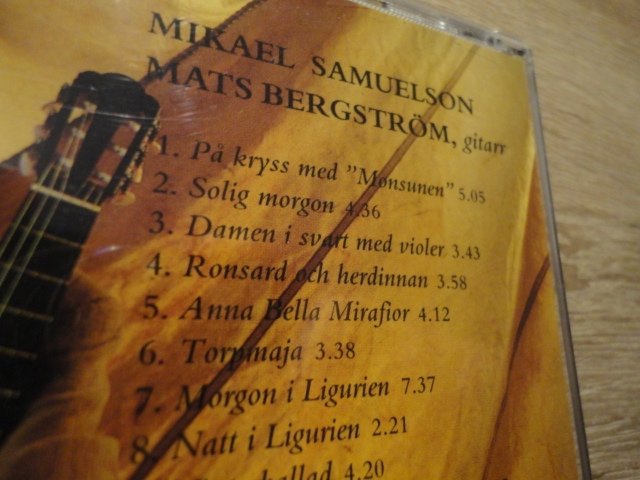 MIKAEL SAMUELSON
MATS BERGSTRÖM, gitarr
1. På kryss med "Monsunen" 5.05
2. Solig morgon 4.36
3. Damen i svart med violer 3.43
4. Ronsard och herdinnan 3.58
5. Anna Bella Mirafior 4.12
6. Torpmaja 3.38
7. Morgon i Ligurien 7.37
8. Natt i Ligurien 2.21
4.20